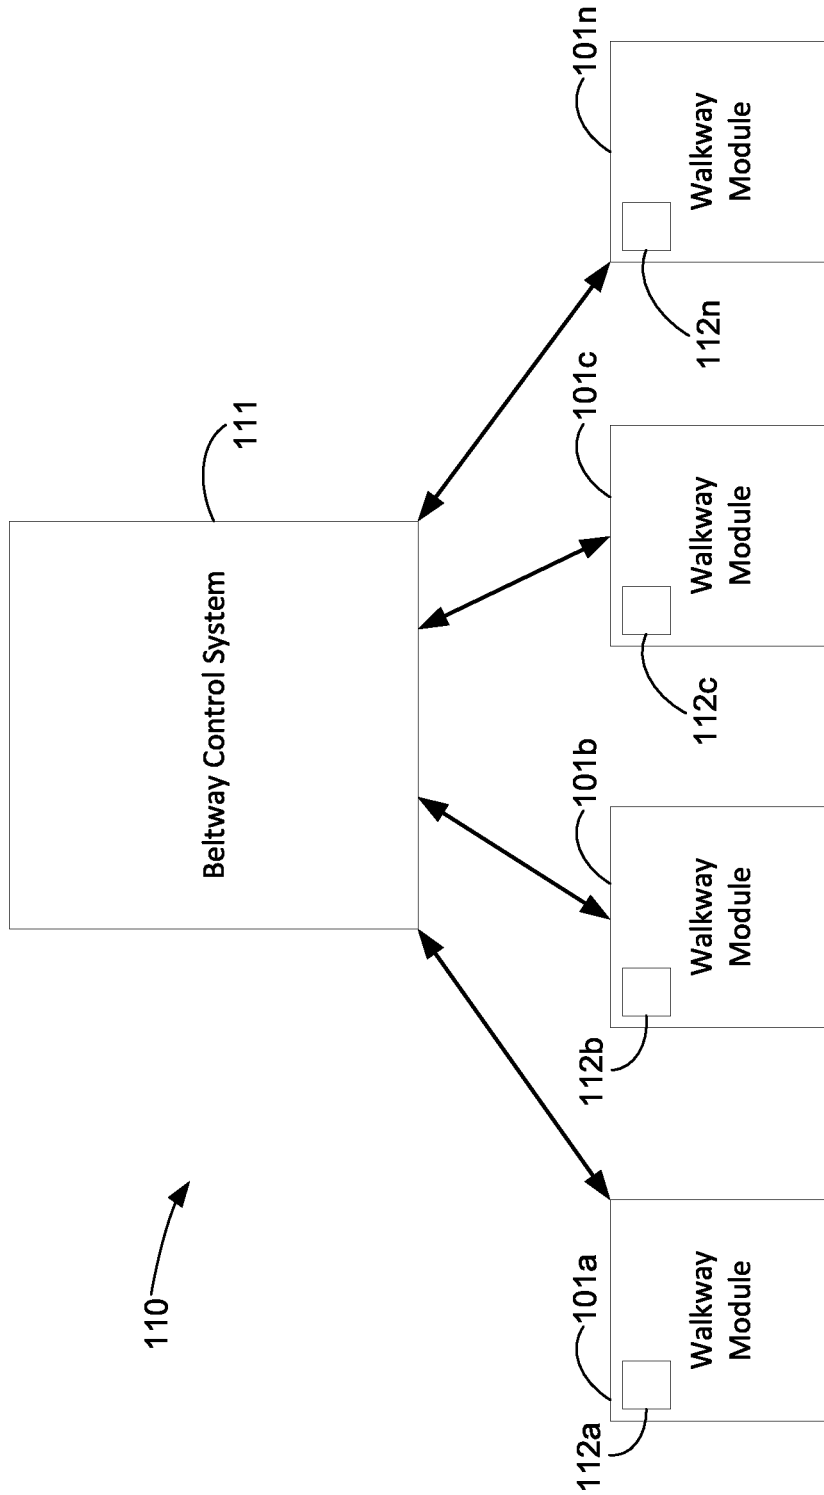 110
Beltway Control System
111
101a
101b
101c
101n
112a
112b
112c
112n
Walkway
Module
Walkway
Module
Walkway
Module
Walkway
Module